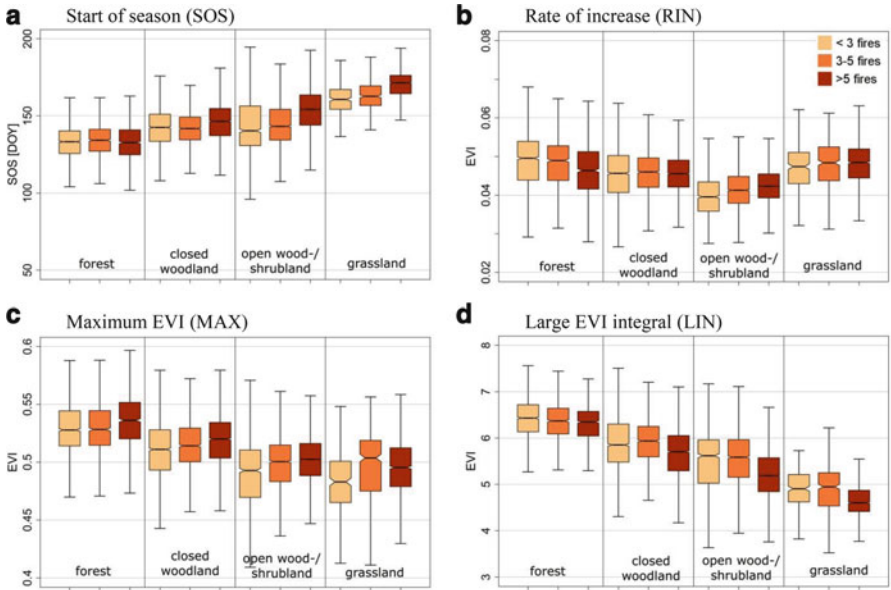 a Start of season (SOS)
SOS [DOY]
200
150
100
50
forest
closed
woodland
open wood-/
shrubland
grassland
b Rate of increase (RIN)
EVI
0.08
0.06
0.04
0.02
< 3 fires
3-5 fires
>5 fires
forest
closed
woodland
open wood-/
shrubland
grassland
c Maximum EVI (MAX)
EVI
0.6
0.55
0.5
0.45
0.4
forest
closed
woodland
open wood-/
shrubland
grassland
d Large EVI integral (LIN)
EVI
8
7
6
5
4
3
forest
closed
woodland
open wood-/
shrubland
grassland